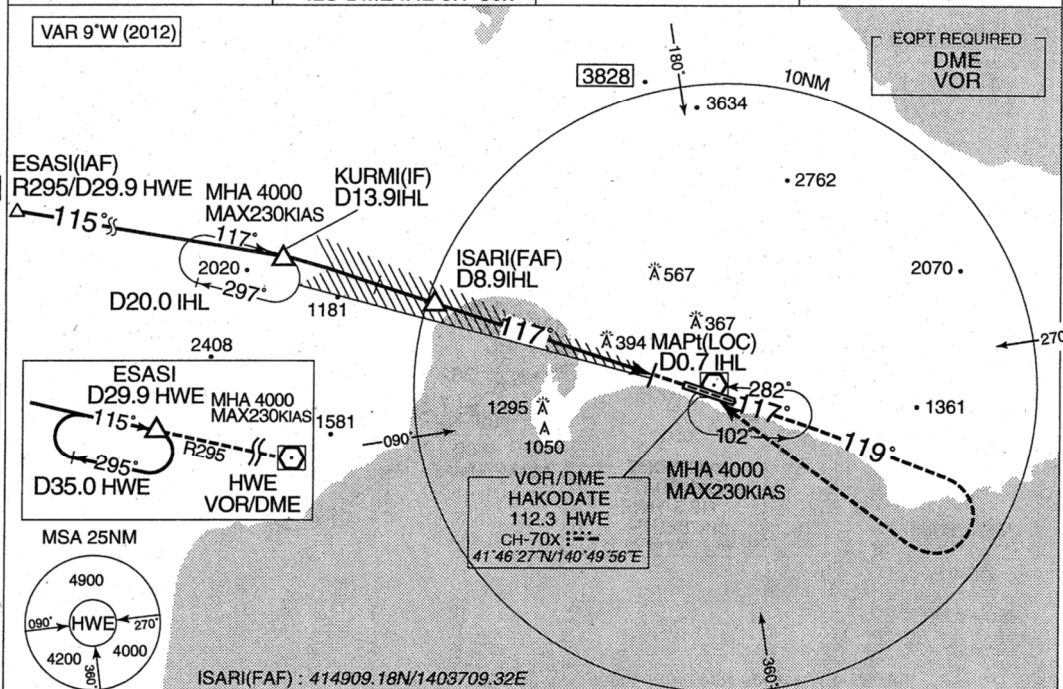 VAR 9°W (2012)
EQPT REQUIRED
DME
VOR
180°
3828
3634
10NM
2762
ESASI(IAF)
R295/D29.9 HWE
115°
MHA 4000
MAX230KIAS
117°
KURMI(IF)
D13.9IHL
2020
297°
D20.0 IHL
1181
ISARI(FAF)
D8.9IHL
567
2070
117°
394
367
MAPt(LOC)
D0.7 IHL
270°
2408
282°
117°
102°
119°
1361
ESASI
D29.9 HWE
MHA 4000
MAX230KIAS
115°
R295
295°
D35.0 HWE
HWE
VOR/DME
1581
090°
1295
1050
MHA 4000
MAX230KIAS
VOR/DME
HAKODATE
112.3 HWE
CH-70X
41°46'27"N/140°49'56"E
MSA 25NM
4900
090°
HWE
270°
4200
4000
360°
360°
ISARI(FAF) : 414909.18N/1403709.32E